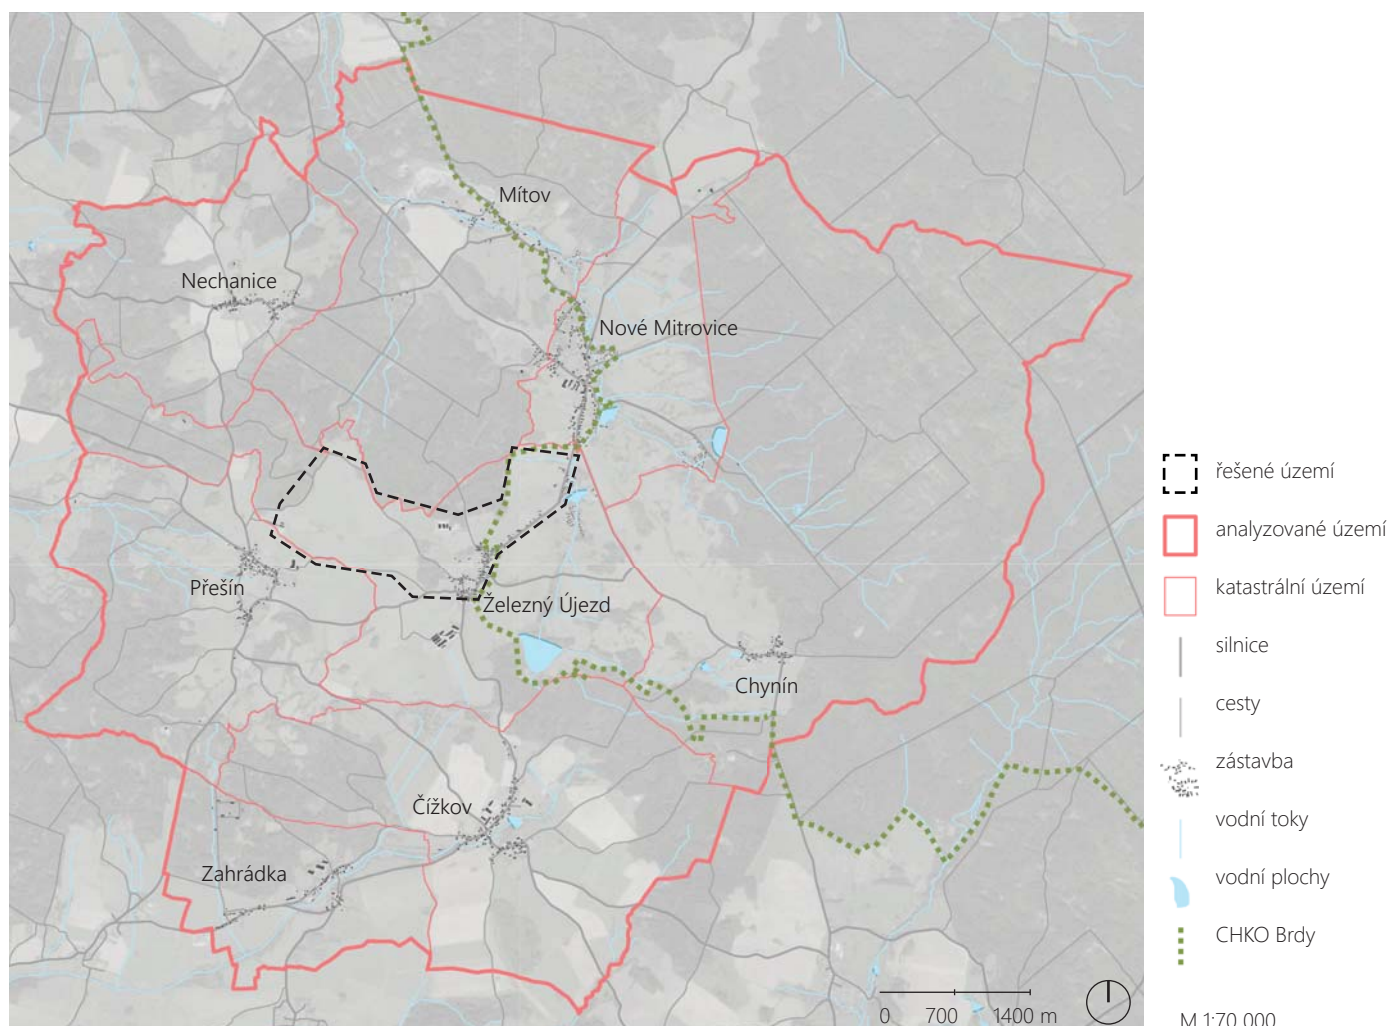 Mítov
Nechanice
Nové Mitrovice
Přešín
Železný Újezd
Chynín
Čížkov
Zahrádka
0 700 1400 m
řešené území
analyzované území
katastrální území
silnice
cesty
zástavba
vodní toky
vodní plochy
CHKO Brdy
M 1:70 000